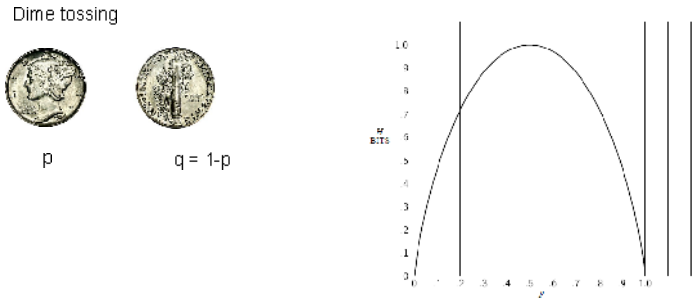 Dime tossing
p
q = 1-p
1.0
.9
.8
.7
H
BITS
.6
.5
.4
.3
.2
.1
0
0 .1 .2 .3 .4 .5 .6 .7 .8 .9 1.0
P